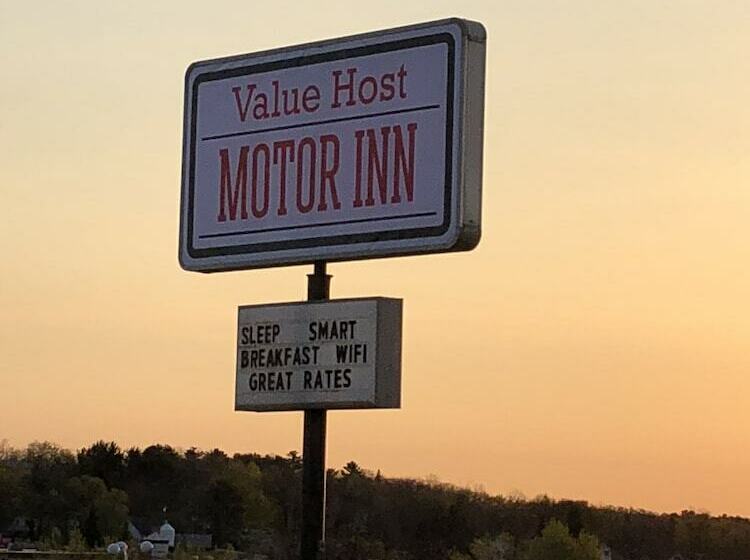 Value Host
MOTOR INN
SLEEP SMART
BREAKFAST WIFI
GREAT RATES